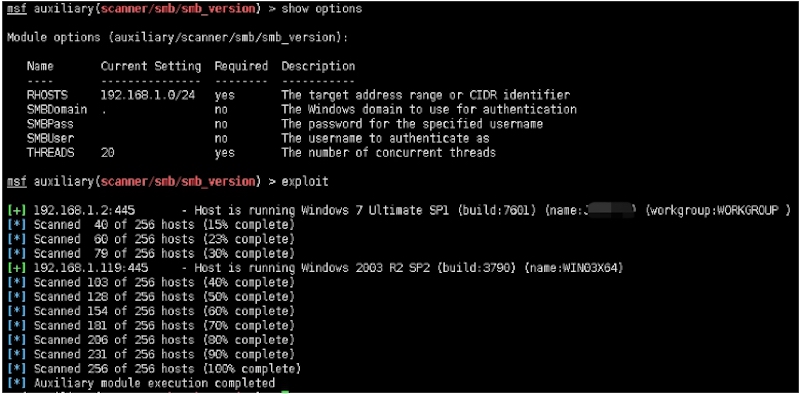 msf auxiliary(scanner/smb/smb_version) > show options
Module options (auxiliary/scanner/smb/smb_version):
Name Current Setting Required Description
---- --------------- -------- -----------
RHOSTS 192.168.1.0/24 yes The target address range or CIDR identifier
SMBDomain . no The Windows domain to use for authentication
SMBPass no The password for the specified username
SMBUser no The username to authenticate as
THREADS 20 yes The number of concurrent threads
msf auxiliary(scanner/smb/smb_version) > exploit
[+] 192.168.1.2:445 - Host is running Windows 7 Ultimate SP1 (build:7601) (name:J ) (workgroup:WORKGROUP )
[*] Scanned 40 of 256 hosts (15% complete)
[*] Scanned 60 of 256 hosts (23% complete)
[*] Scanned 79 of 256 hosts (30% complete)
[+] 192.168.1.119:445 - Host is running Windows 2003 R2 SP2 (build:3790) (name:WIN03X64)
[*] Scanned 103 of 256 hosts (40% complete)
[*] Scanned 128 of 256 hosts (50% complete)
[*] Scanned 154 of 256 hosts (60% complete)
[*] Scanned 181 of 256 hosts (70% complete)
[*] Scanned 206 of 256 hosts (80% complete)
[*] Scanned 231 of 256 hosts (90% complete)
[*] Scanned 256 of 256 hosts (100% complete)
[*] Auxiliary module execution completed